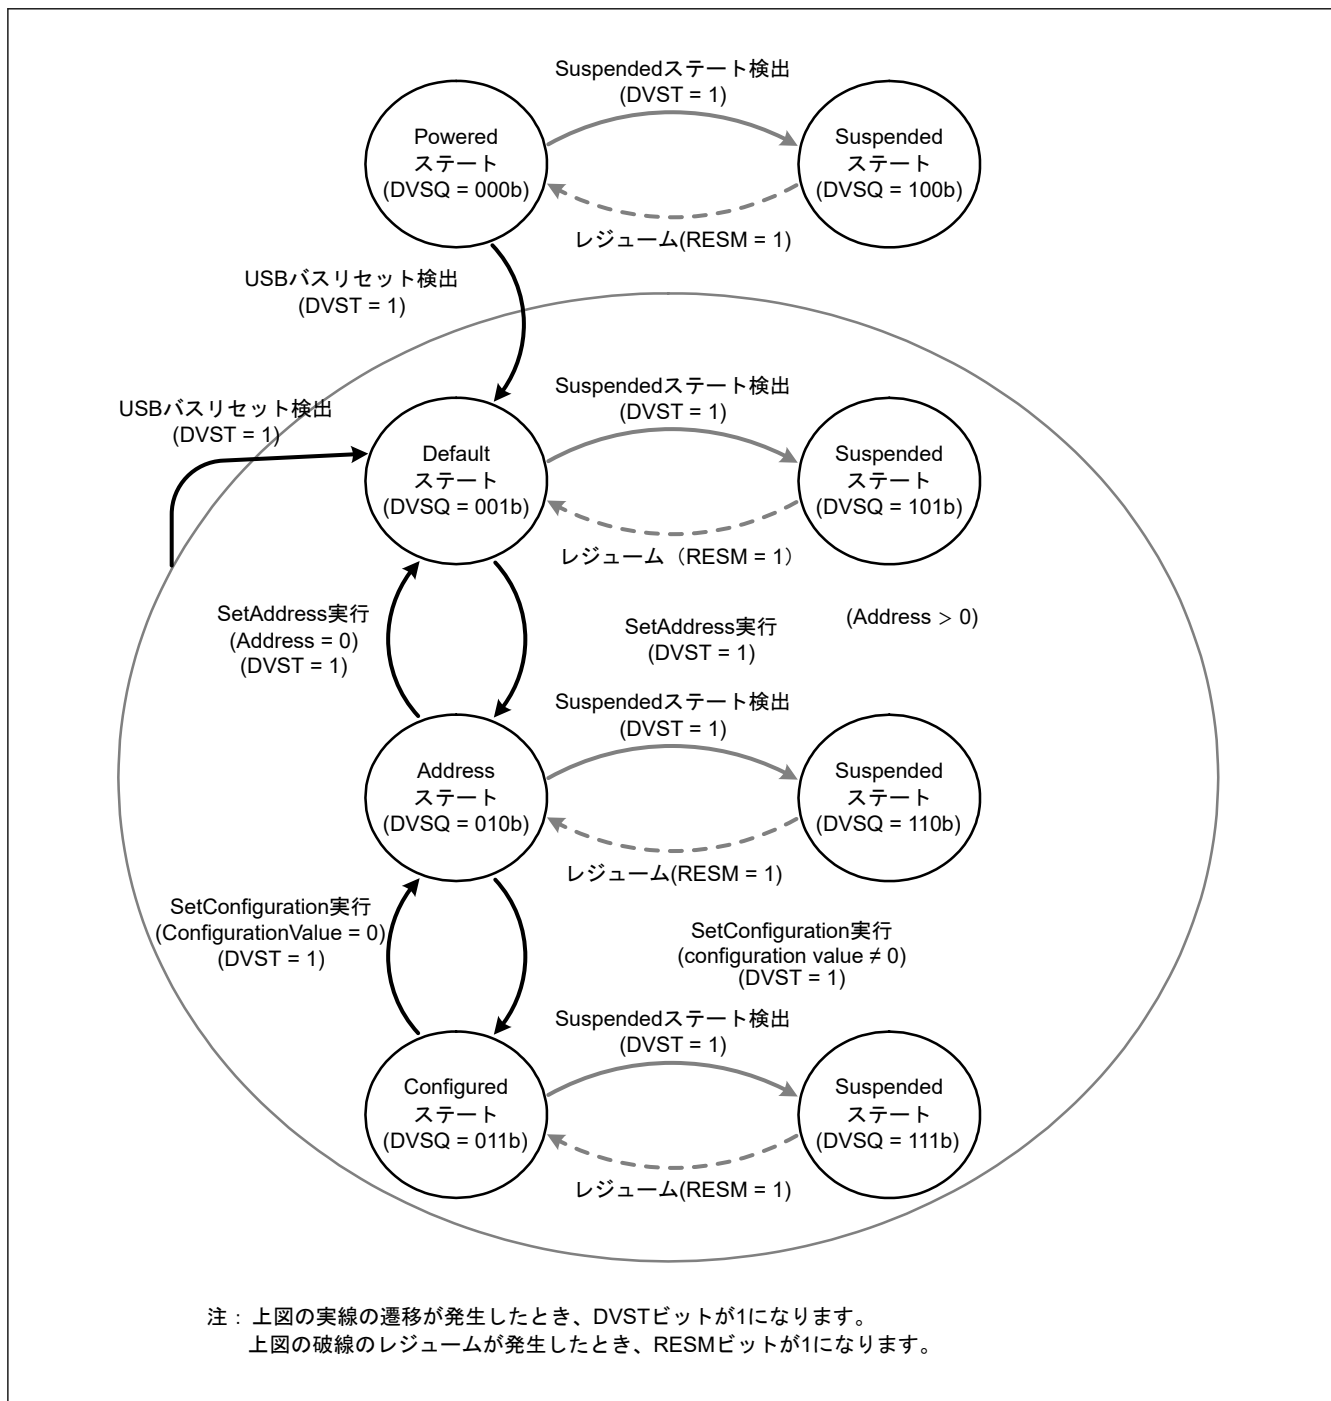 Suspendedステート検出
(DVST = 1)
Powered
ステート
(DVSQ = 000b)
Suspended
ステート
(DVSQ = 100b)
レジューム(RESM = 1)
USBバスリセット検出
(DVST = 1)
Suspendedステート検出
(DVST = 1)
USBバスリセット検出
(DVST = 1)
Default
ステート
(DVSQ = 001b)
Suspended
ステート
(DVSQ = 101b)
レジューム（RESM = 1）
SetAddress実行
(Address = 0)
(DVST = 1)
SetAddress実行
(DVST = 1)
(Address > 0)
Suspendedステート検出
(DVST = 1)
Address
ステート
(DVSQ = 010b)
Suspended
ステート
(DVSQ = 110b)
レジューム(RESM = 1)
SetConfiguration実行
(ConfigurationValue = 0)
(DVST = 1)
SetConfiguration実行
(configuration value ≠ 0)
(DVST = 1)
Suspendedステート検出
(DVST = 1)
Configured
ステート
(DVSQ = 011b)
Suspended
ステート
(DVSQ = 111b)
レジューム(RESM = 1)
注：上図の実線の遷移が発生したとき、DVSTビットが1になります。
上図の破線のレジュームが発生したとき、RESMビットが1になります。